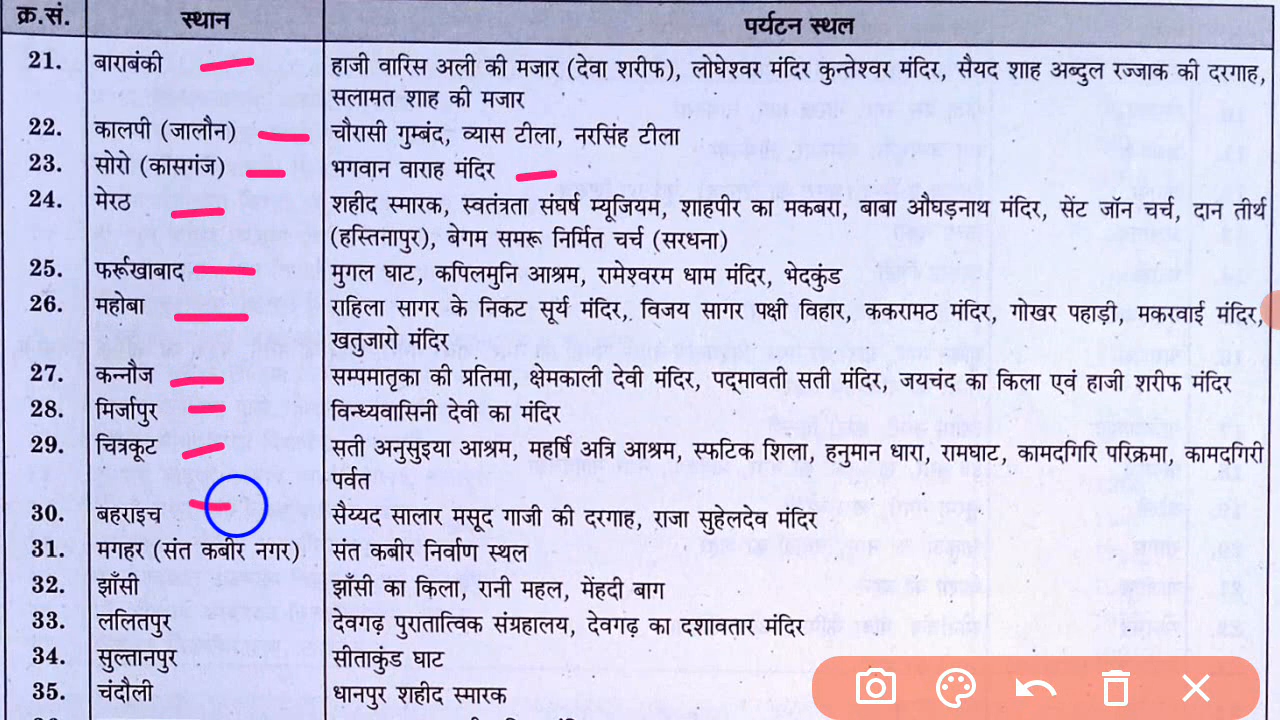 क्र.सं. स्थान पर्यटन स्थल
21. बाराबंकी हाजी वारिस अली की मजार (देवा शरीफ), लोधेश्वर मंदिर कुन्तेश्वर मंदिर, सैयद शाह अब्दुल रज्जाक की दरगाह,
सलामत शाह की मजार
22. कालपी (जालौन) चौरासी गुम्बंद, व्यास टीला, नरसिंह टीला
23. सोरो (कासगंज) भगवान वाराह मंदिर
24. मेरठ शहीद स्मारक, स्वतंत्रता संघर्ष म्यूजियम, शाहपीर का मकबरा, बाबा औघड़नाथ मंदिर, सेंट जॉन चर्च, दान तीर्थ
(हस्तिनापुर), बेगम समरू निर्मित चर्च (सरधना)
25. फर्रूखाबाद मुगल घाट, कपिलमुनि आश्रम, रामेश्वरम धाम मंदिर, भेदकुंड
26. महोबा राहिला सागर के निकट सूर्य मंदिर, विजय सागर पक्षी विहार, ककरामठ मंदिर, गोखर पहाड़ी, मकरवाई मंदिर,
खतुजारो मंदिर
27. कन्नौज सप्पमातृका की प्रतिमा, क्षेमकाली देवी मंदिर, पद्मावती सती मंदिर, जयचंद का किला एवं हाजी शरीफ मंदिर
28. मिर्जापुर विन्ध्यवासिनी देवी का मंदिर
29. चित्रकूट सती अनुसुइया आश्रम, महर्षि अत्रि आश्रम, स्फटिक शिला, हनुमान धारा, रामघाट, कामदगिरि परिक्रमा, कामदगिरी
पर्वत
30. बहराइच सैय्यद सालार मसूद गाजी की दरगाह, राजा सुहेलदेव मंदिर
31. मगहर (संत कबीर नगर) संत कबीर निर्वाण स्थल
32. झाँसी झाँसी का किला, रानी महल, मेंहदी बाग
33. ललितपुर देवगढ़ पुरातात्विक संग्रहालय, देवगढ़ का दशावतार मंदिर
34. सुल्तानपुर सीताकुंड घाट
35. चंदौली धानपुर शहीद स्मारक